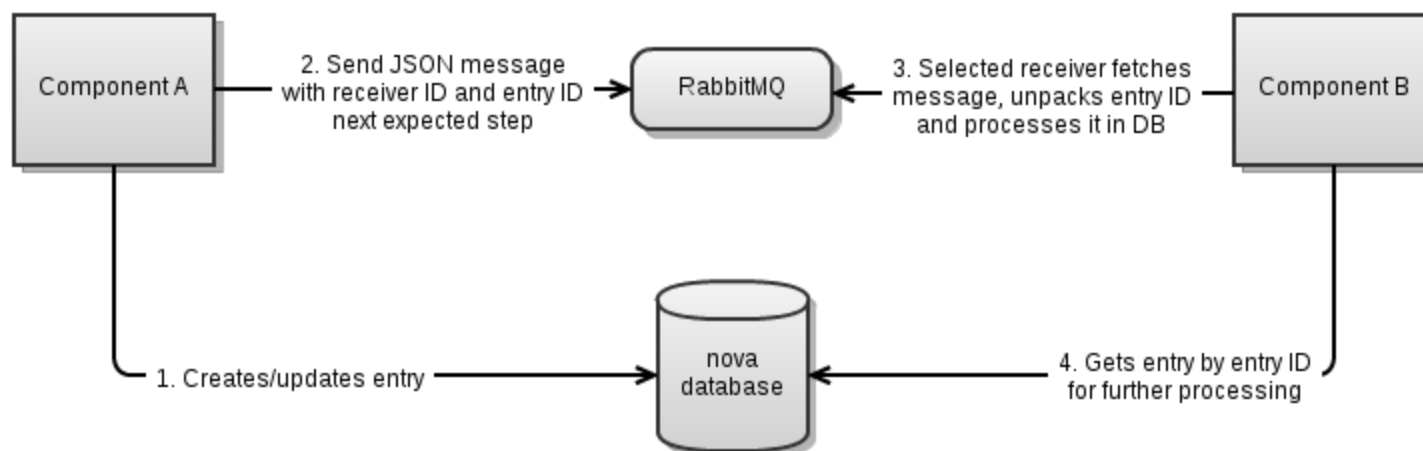 Component A
2. Send JSON message
with receiver ID and entry ID
next expected step
RabbitMQ
3. Selected receiver fetches
message, unpacks entry ID
and processes it in DB
Component B
1. Creates/updates entry
nova
database
4. Gets entry by entry ID
for further processing